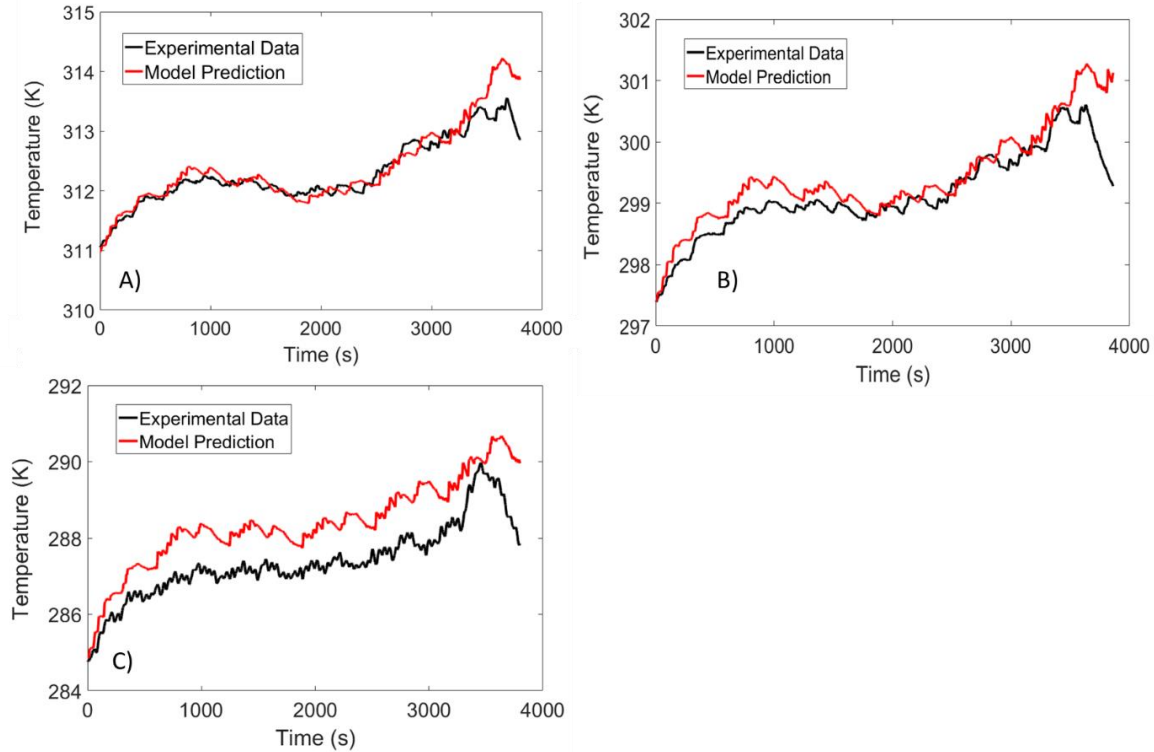 315
314
313
312
311
310
Temperature (K)
Experimental Data
Model Prediction
A)
0 1000 2000 3000 4000
Time (s)
302
301
300
299
298
297
Temperature (K)
Experimental Data
Model Prediction
B)
0 1000 2000 3000 4000
Time (s)
292
290
288
286
284
Temperature (K)
Experimental Data
Model Prediction
C)
0 1000 2000 3000 4000
Time (s)